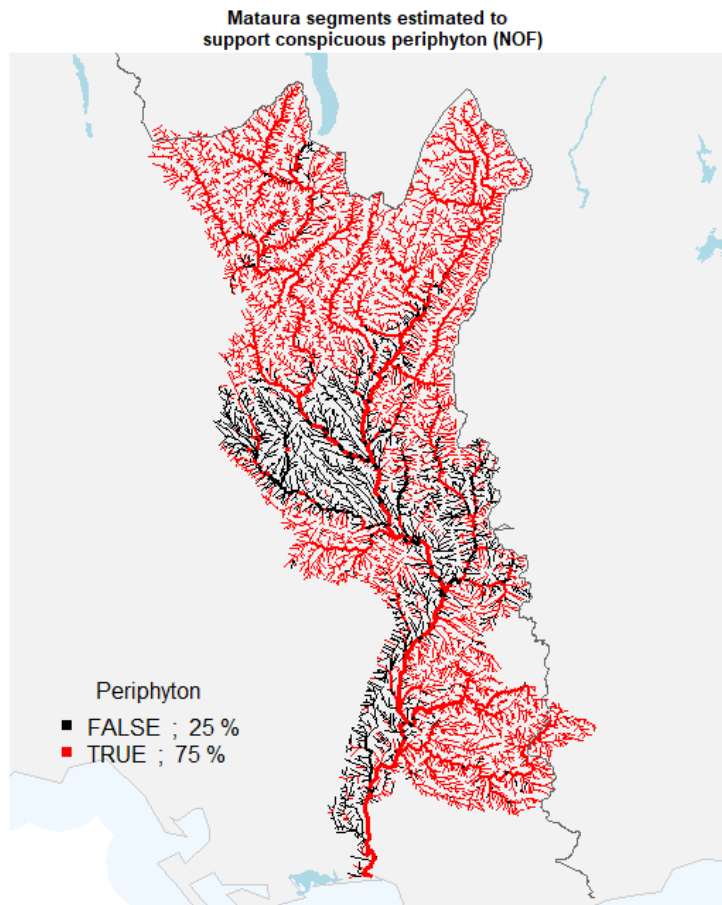 Mataura segments estimated to
support conspicuous periphyton (NOF)
Periphyton
FALSE ; 25 %
TRUE ; 75 %